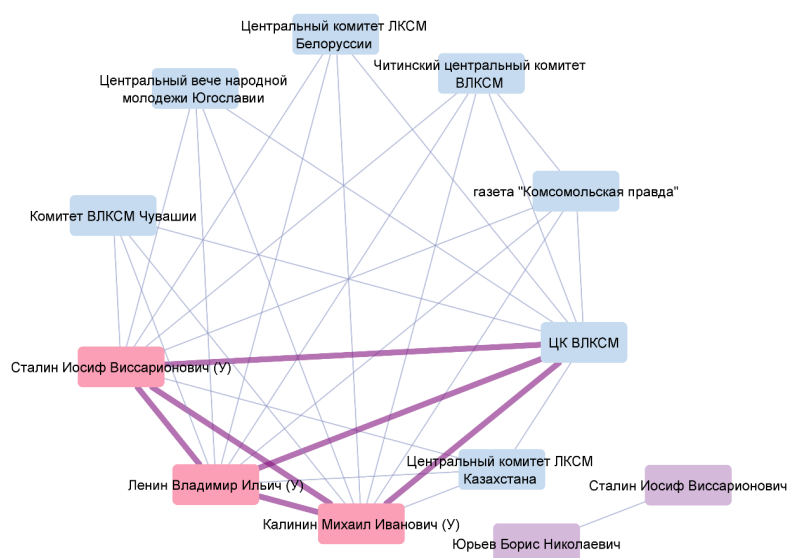 Центральный комитет ЛКСМ
Белоруссии
Читинский центральный комитет
ВЛКСМ
Центральный вече народной
молодежи Югославии
газета "Комсомольская правда"
Комитет ВЛКСМ Чувашии
ЦК ВЛКСМ
Сталин Иосиф Виссарионович (У)
Центральный комитет ЛКСМ
Казахстана
Ленин Владимир Ильич (У)
Сталин Иосиф Виссарионович
Калинин Михаил Иванович (У)
Юрьев Борис Николаевич